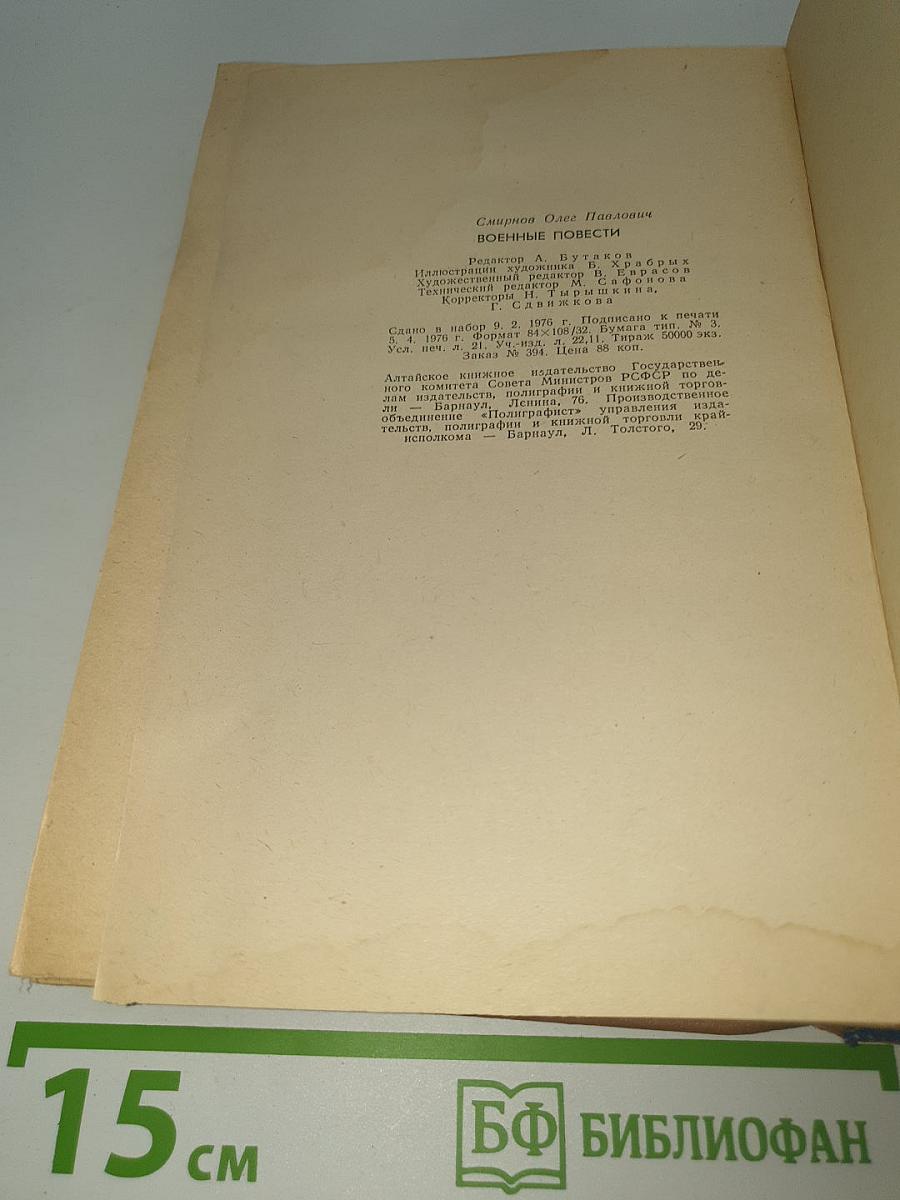 Смирнов Олег Павлович
ВОЕННЫЕ ПОВЕСТИ
Редактор А. Бутаков
Иллюстрации художника Б. Храбрых
Художественный редактор В. Еврасов
Технический редактор М. Сафонова
Корректоры Н. Тырышкина,
Г. Сдвижкова
Сдано в набор 9. 2. 1976 г. Подписано к печати
5. 4. 1976 г. Формат 84×108/32. Бумага тип. № 3.
Усл. печ. л. 21. Уч.-изд. л. 22,11. Тираж 50000 экз.
Заказ № 394. Цена 88 коп.
Алтайское книжное издательство Государствен-
ного комитета Совета Министров РСФСР по де-
лам издательств, полиграфии и книжной торгов-
ли — Барнаул, Ленина, 76. Производственное
объединение «Полиграфист» управления изда-
тельств, полиграфии и книжной торговли край-
исполкома — Барнаул, Л. Толстого, 29.
15 см
БФ БИБЛИОФАН